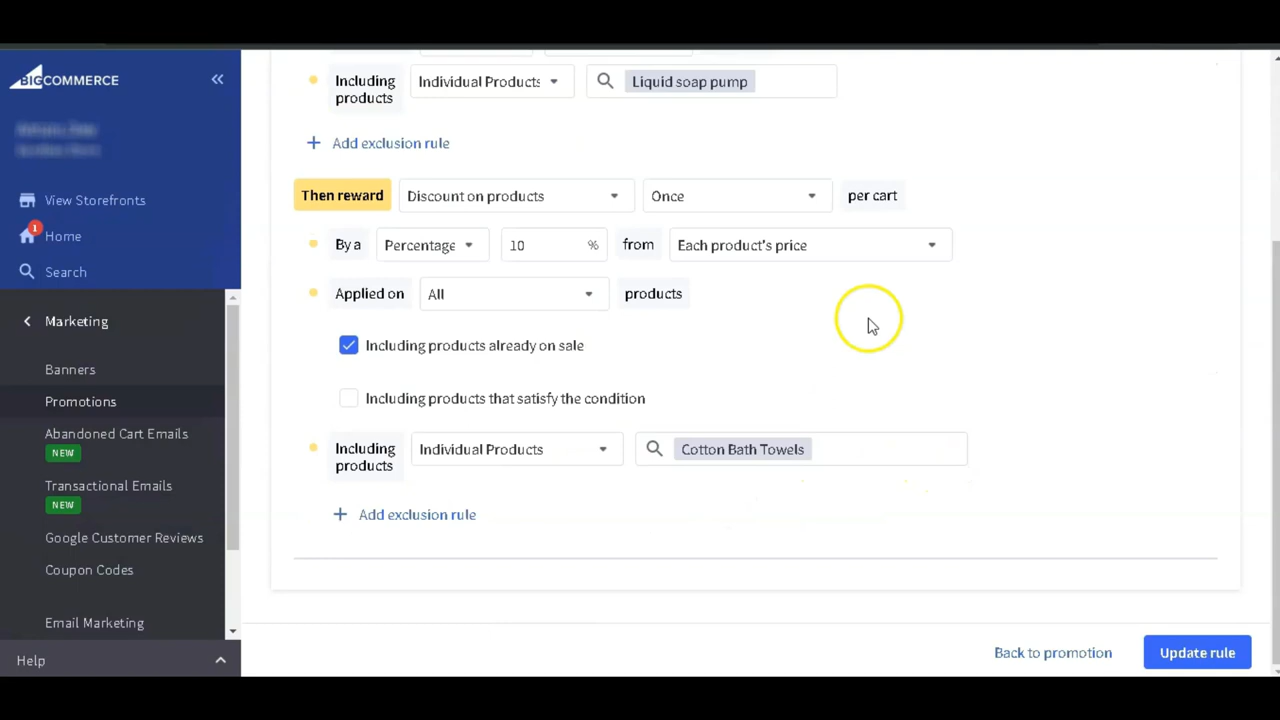 BIGCOMMERCE
View Storefronts
1
Home
Search
Marketing
Banners
Promotions
Abandoned Cart Emails
NEW
Transactional Emails
NEW
Google Customer Reviews
Coupon Codes
Email Marketing
Help
Including products Individual Products Liquid soap pump
+ Add exclusion rule
Then reward Discount on products Once per cart
By a Percentage 10 % from Each product's price
Applied on All products
Including products already on sale
Including products that satisfy the condition
Including products Individual Products Cotton Bath Towels
+ Add exclusion rule
Back to promotion Update rule